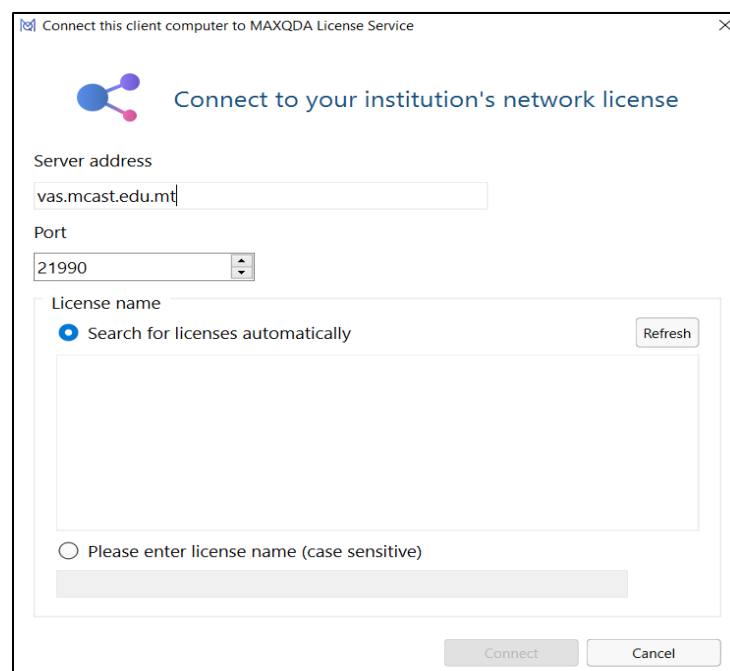 Connect this client computer to MAXQDA License Service
Connect to your institution's network license
Server address
vas.mcast.edu.mt
Port
21990
License name
Search for licenses automatically
Refresh
Please enter license name (case sensitive)
Connect
Cancel